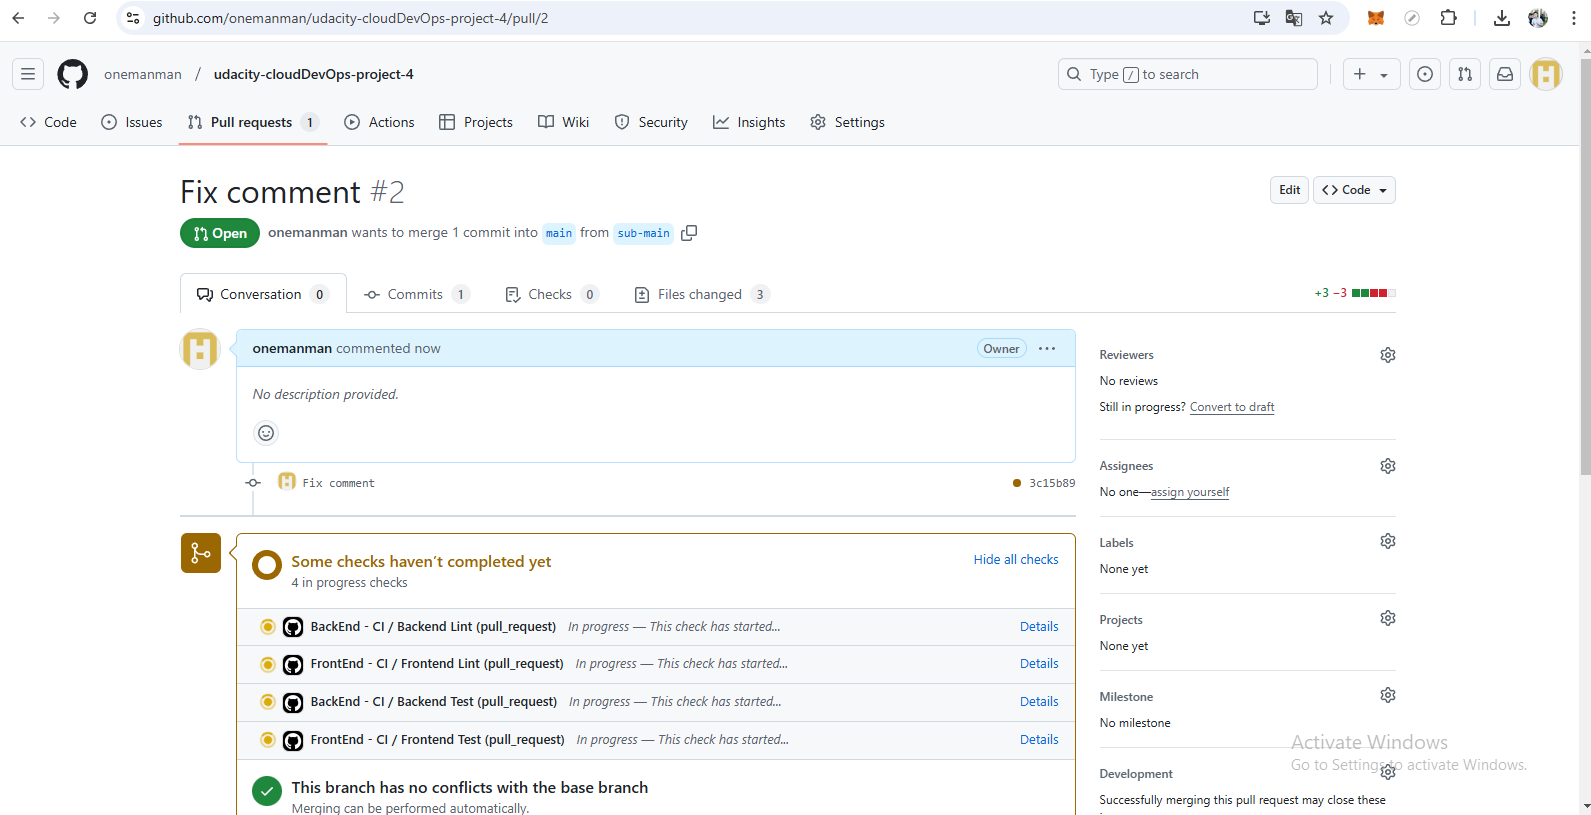 github.com/onemanman/udacity-cloudDevOps-project-4/pull/2
onemanman / udacity-cloudDevOps-project-4
Type / to search
Code
Issues
Pull requests 1
Actions
Projects
Wiki
Security
Insights
Settings
Fix comment #2
Edit
Code
Open
onemanman wants to merge 1 commit into main from sub-main
Conversation 0
Commits 1
Checks 0
Files changed 3
+3 −3
onemanman commented now
Owner
No description provided.
Fix comment
3c15b89
Some checks haven’t completed yet
4 in progress checks
Hide all checks
BackEnd - CI / Backend Lint (pull_request) In progress — This check has started... Details
FrontEnd - CI / Frontend Lint (pull_request) In progress — This check has started... Details
BackEnd - CI / Backend Test (pull_request) In progress — This check has started... Details
FrontEnd - CI / Frontend Test (pull_request) In progress — This check has started... Details
This branch has no conflicts with the base branch
Merging can be performed automatically.
Reviewers
No reviews
Still in progress? Convert to draft
Assignees
No one—assign yourself
Labels
None yet
Projects
None yet
Milestone
No milestone
Development
Successfully merging this pull request may close these
Activate Windows
Go to Settings to activate Windows.